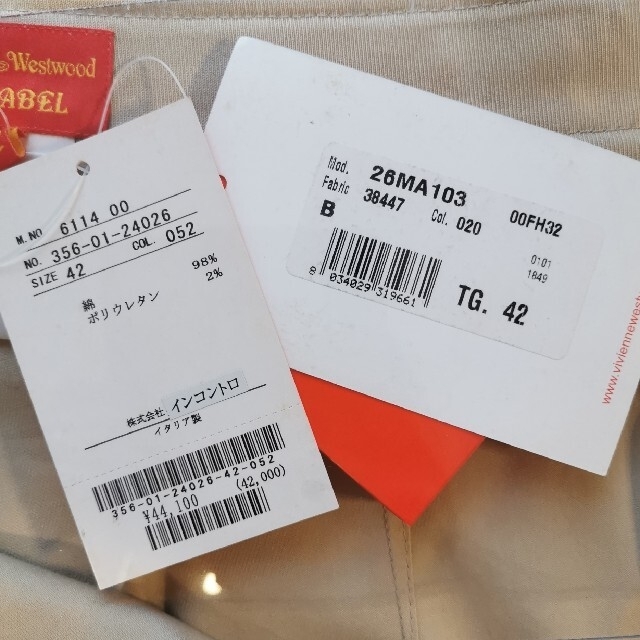 Westwood
ABEL
M.NO 6114 00
NO. 356-01-24026
SIZE 42 COL. 052
綿 98%
ポリウレタン 2%
株式会社 インコントロ
イタリア製
356-01-24026-42-052
¥44,100 (42,000)
Mod. 26MA103 00FH32
Fabric 38447 Col. 020
B
0101
1849
8 034029 319661
TG. 42
www.viviennewest